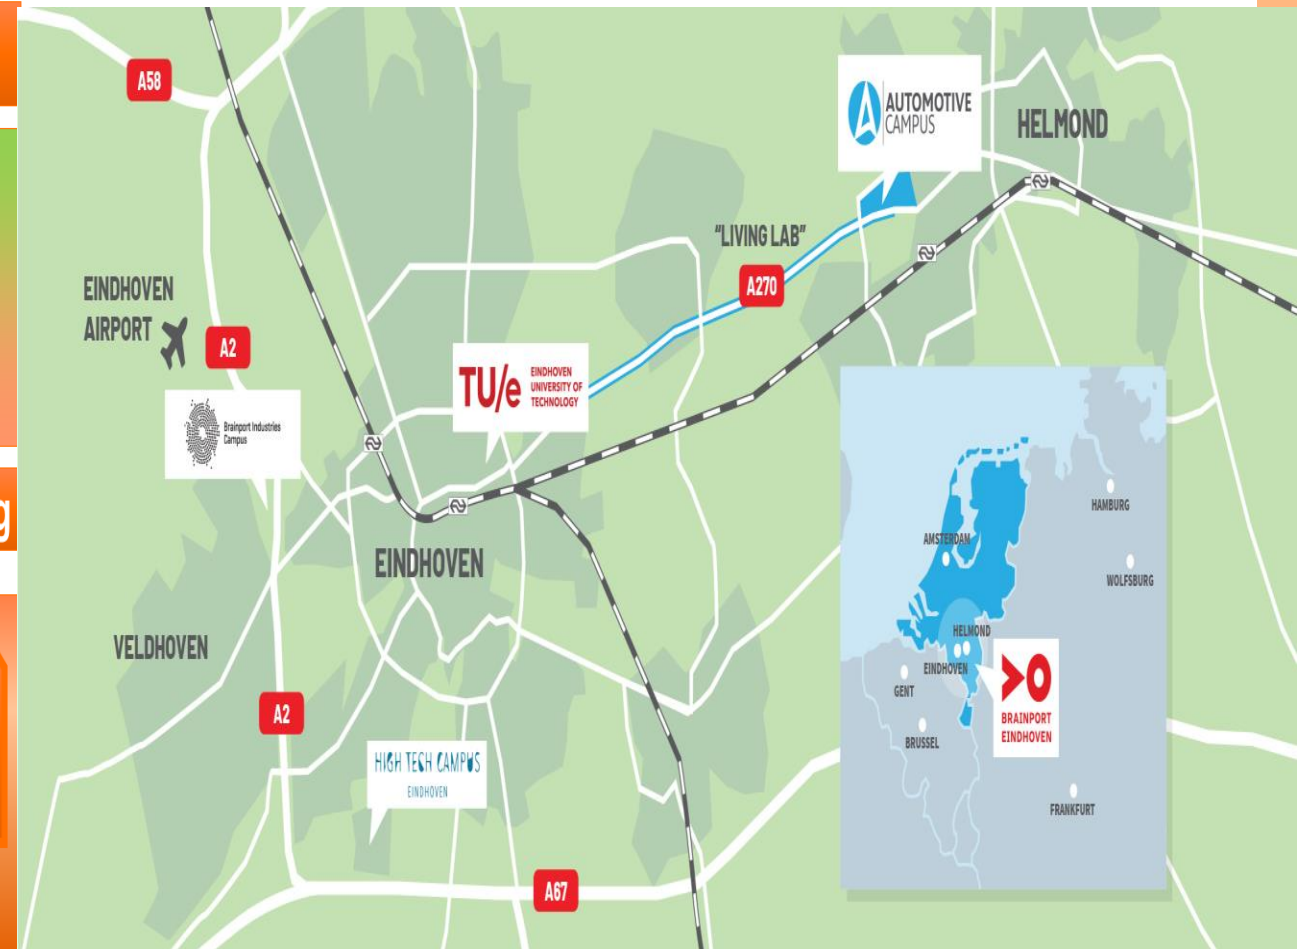 A58
AUTOMOTIVE
CAMPUS
HELMOND
"LIVING LAB"
A270
EINDHOVEN
AIRPORT
A2
TU/e EINDHOVEN
UNIVERSITY OF
TECHNOLOGY
Brainport Industries
Campus
g
EINDHOVEN
VELDHOVEN
A2
HIGH TECH CAMPUS
EINDHOVEN
A67
HAMBURG
AMSTERDAM
WOLFSBURG
HELMOND
EINDHOVEN
GENT
BRAINPORT
EINDHOVEN
BRUSSEL
FRANKFURT